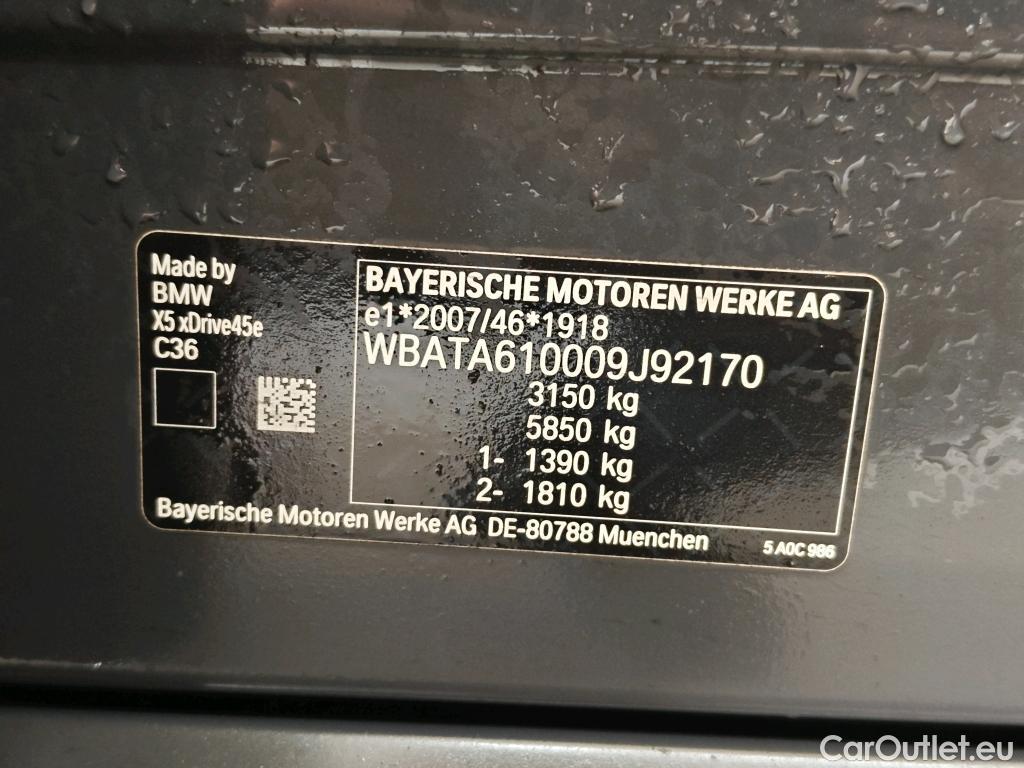 Made by
BMW
X5 xDrive45e
C36
BAYERISCHE MOTOREN WERKE AG
e1*2007/46*1918
WBATA610009J92170
3150 kg
5850 kg
1- 1390 kg
2- 1810 kg
Bayerische Motoren Werke AG DE-80788 Muenchen
5 A0C 986
CarOutlet.eu